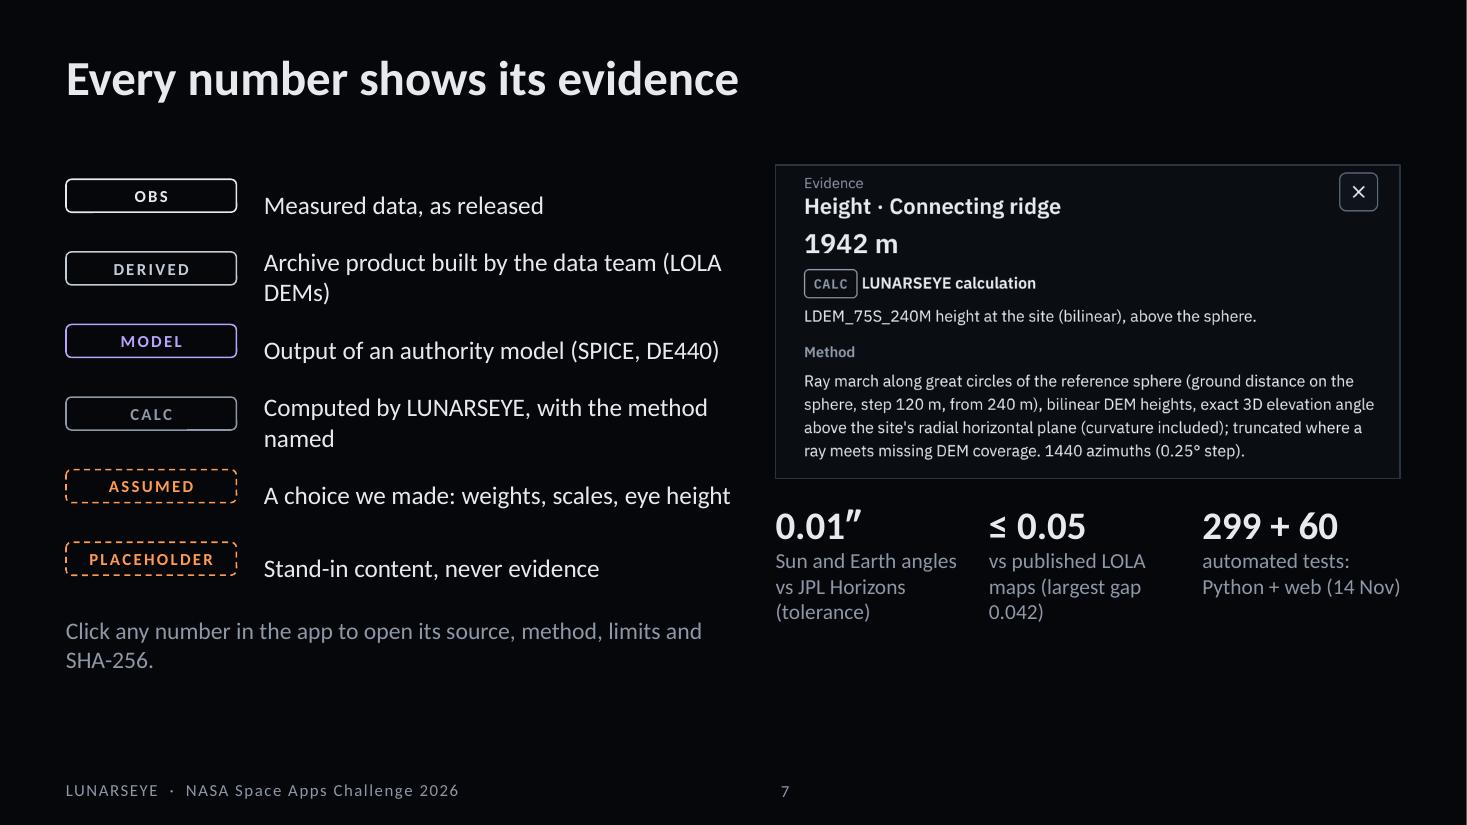 Every number shows its evidence
OBS
Measured data, as released
DERIVED
Archive product built by the data team (LOLA
DEMs)
MODEL
Output of an authority model (SPICE, DE440)
CALC
Computed by LUNARSEYE, with the method
named
ASSUMED
A choice we made: weights, scales, eye height
PLACEHOLDER
Stand-in content, never evidence
Click any number in the app to open its source, method, limits and
SHA-256.
Evidence
Height · Connecting ridge
1942 m
CALC LUNARSEYE calculation
LDEM_75S_240M height at the site (bilinear), above the sphere.
Method
Ray march along great circles of the reference sphere (ground distance on the
sphere, step 120 m, from 240 m), bilinear DEM heights, exact 3D elevation angle
above the site's radial horizontal plane (curvature included); truncated where a
ray meets missing DEM coverage. 1440 azimuths (0.25° step).
0.01″
Sun and Earth angles
vs JPL Horizons
(tolerance)
≤ 0.05
vs published LOLA
maps (largest gap
0.042)
299 + 60
automated tests:
Python + web (14 Nov)
LUNARSEYE · NASA Space Apps Challenge 2026
7